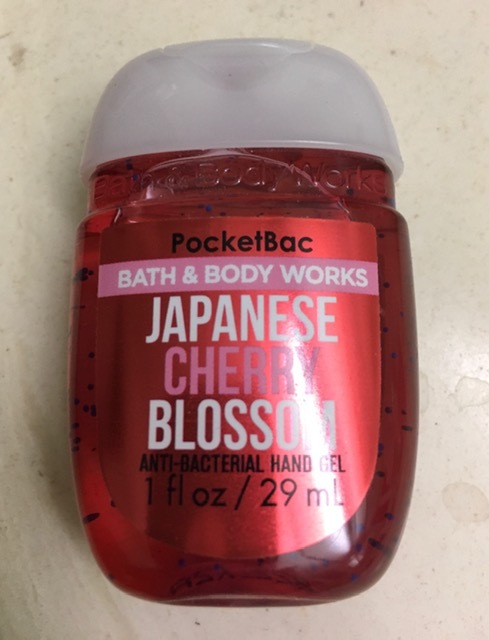 Bath & Body Works
PocketBac
BATH & BODY WORKS
JAPANESE
CHERRY
BLOSSOM
ANTI-BACTERIAL HAND GEL
1 fl oz / 29 mL